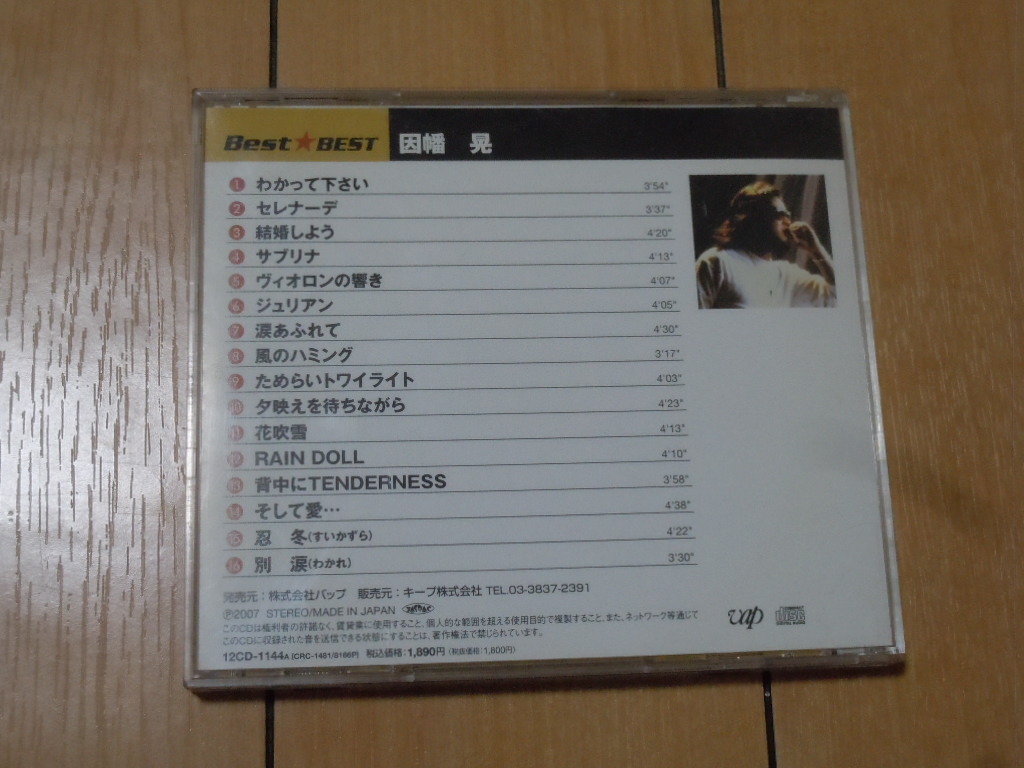 Best★BEST 因幡 晃
1 わかって下さい 3'54"
2 セレナーデ 3'37"
3 結婚しよう 4'20"
4 サブリナ 4'13"
5 ヴィオロンの響き 4'07"
6 ジュリアン 4'05"
7 涙あふれて 4'30"
8 風のハミング 3'17"
9 ためらいトワイライト 4'03"
10 夕映えを待ちながら 4'23"
11 花吹雪 4'13"
12 RAIN DOLL 4'10"
13 背中にTENDERNESS 3'58"
14 そして愛… 4'38"
15 忍 冬(すいかずら) 4'22"
16 別 涙(わかれ) 3'30"
発売元：株式会社バップ 販売元：キープ株式会社 TEL.03-3837-2391
Ⓟ2007 STEREO/MADE IN JAPAN
このCDは権利者の許諾なく、賃貸業に使用すること、個人的な範囲を超える使用目的で複製すること、また、ネットワーク等通じて
このCDに収録された音を送信できる状態にすることは、著作権法で禁じられています。
12CD-1144A (CRC-1481/8166P) 税込価格：1,890円 (税抜価格：1,800円)
vap disc